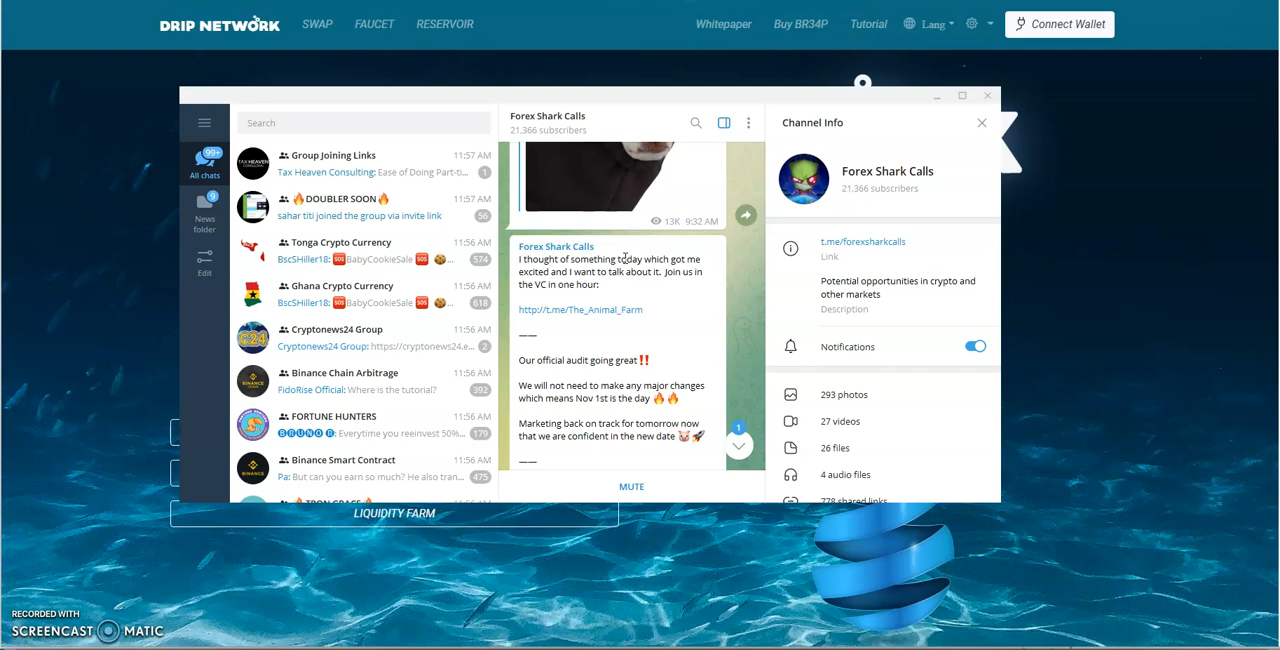 DRIP NETWORK
SWAP
FAUCET
RESERVOIR
Whitepaper
Buy BR34P
Tutorial
Lang
Connect Wallet
Search
All chats
99+
News folder
9
Edit
Group Joining Links
11:57 AM
Tax Heaven Consulting: Ease of Doing Part-ti...
1
TAX HEAVEN
🔥DOUBLER SOON🔥
11:57 AM
sahar titi joined the group via invite link
56
Tonga Crypto Currency
11:56 AM
BscSHiller18: 🆘BabyCookieSale 🆘 🍪...
574
Ghana Crypto Currency
11:56 AM
BscSHiller18: 🆘BabyCookieSale 🆘 🍪...
618
Cryptonews24 Group
11:56 AM
Cryptonews24 Group: https://cryptonews24.e...
2
Binance Chain Arbitrage
11:56 AM
FidoRise Official: Where is the tutorial?
392
FORTUNE HUNTERS
11:56 AM
🅑🅡🅤🅝🅞 🅡: Everytime you reeinvest 50%...
179
Binance Smart Contract
11:56 AM
Pa: But can you earn so much? He also tran...
475
Forex Shark Calls
21,366 subscribers
13K 9:32 AM
Forex Shark Calls
I thought of something today which got me
excited and I want to talk about it. Join us in
the VC in one hour:
http://t.me/The_Animal_Farm
——
Our official audit going great‼️
We will not need to make any major changes
which means Nov 1st is the day 🔥🔥
Marketing back on track for tomorrow now
that we are confident in the new date 🐷🚀
——
1
MUTE
Channel Info
Forex Shark Calls
21,366 subscribers
t.me/forexsharkcalls
Link
Potential opportunities in crypto and
other markets
Description
Notifications
293 photos
27 videos
26 files
4 audio files
778 shared links
LIQUIDITY FARM
RECORDED WITH
SCREENCAST MATIC